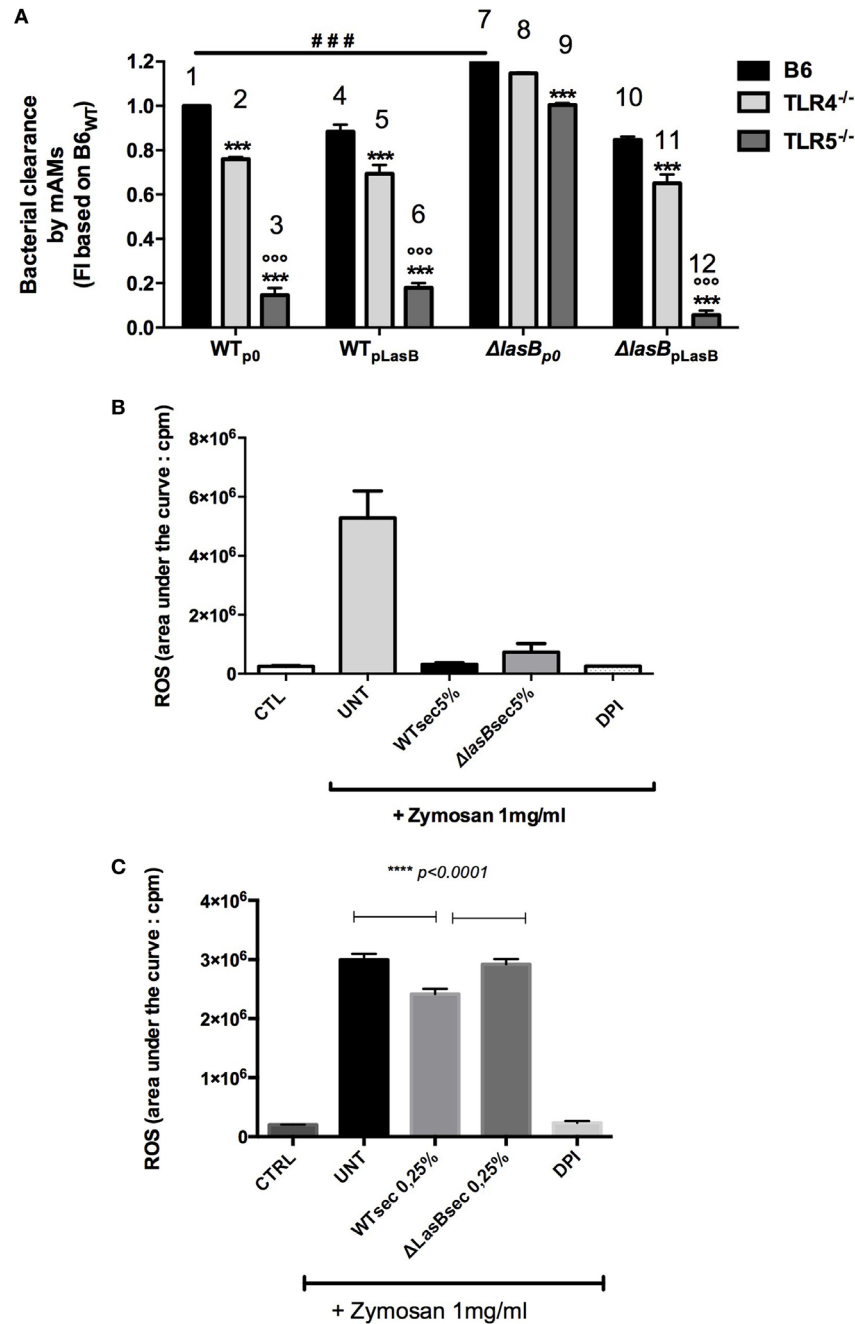 A
###
1 2 3 4 5 6 7 8 9 10 11 12
B6
TLR4-/-
TLR5-/-
Bacterial clearance
by mAMs
(FI based on B6WT)
1.2
1.0
0.8
0.6
0.4
0.2
0.0
*** °°° *** *** °°° *** *** *** °°° ***
WTp0 WTpLasB ΔlasBp0 ΔlasBpLasB
B
ROS (area under the curve : cpm)
8×10⁶
6×10⁶
4×10⁶
2×10⁶
0
CTL UNT WTsec5% ΔlasBsec5% DPI
+ Zymosan 1mg/ml
C
**** p<0.0001
ROS (area under the curve : cpm)
4×10⁶
3×10⁶
2×10⁶
1×10⁶
0
CTRL UNT WTsec 0,25% ΔLasBsec 0,25% DPI
+ Zymosan 1mg/ml